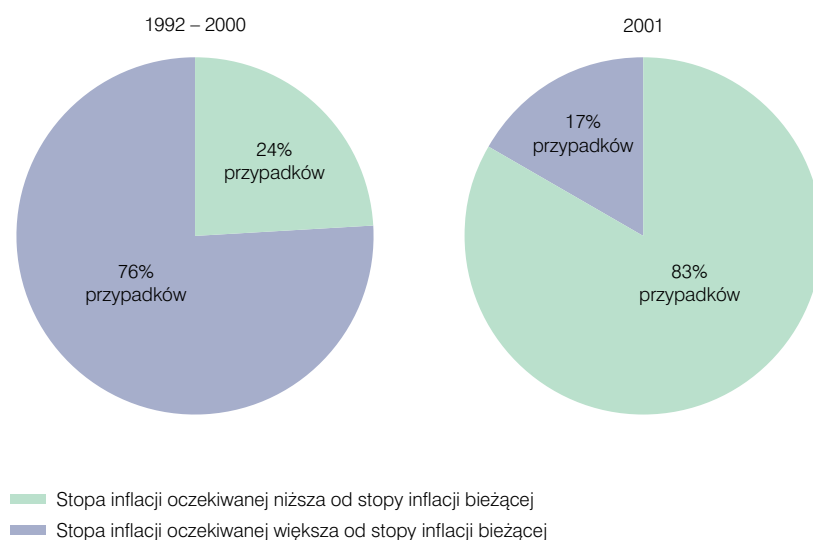 1992 – 2000
24%
przypadków
76%
przypadków
2001
17%
przypadków
83%
przypadków
Stopa inflacji oczekiwanej niższa od stopy inflacji bieżącej
Stopa inflacji oczekiwanej większa od stopy inflacji bieżącej